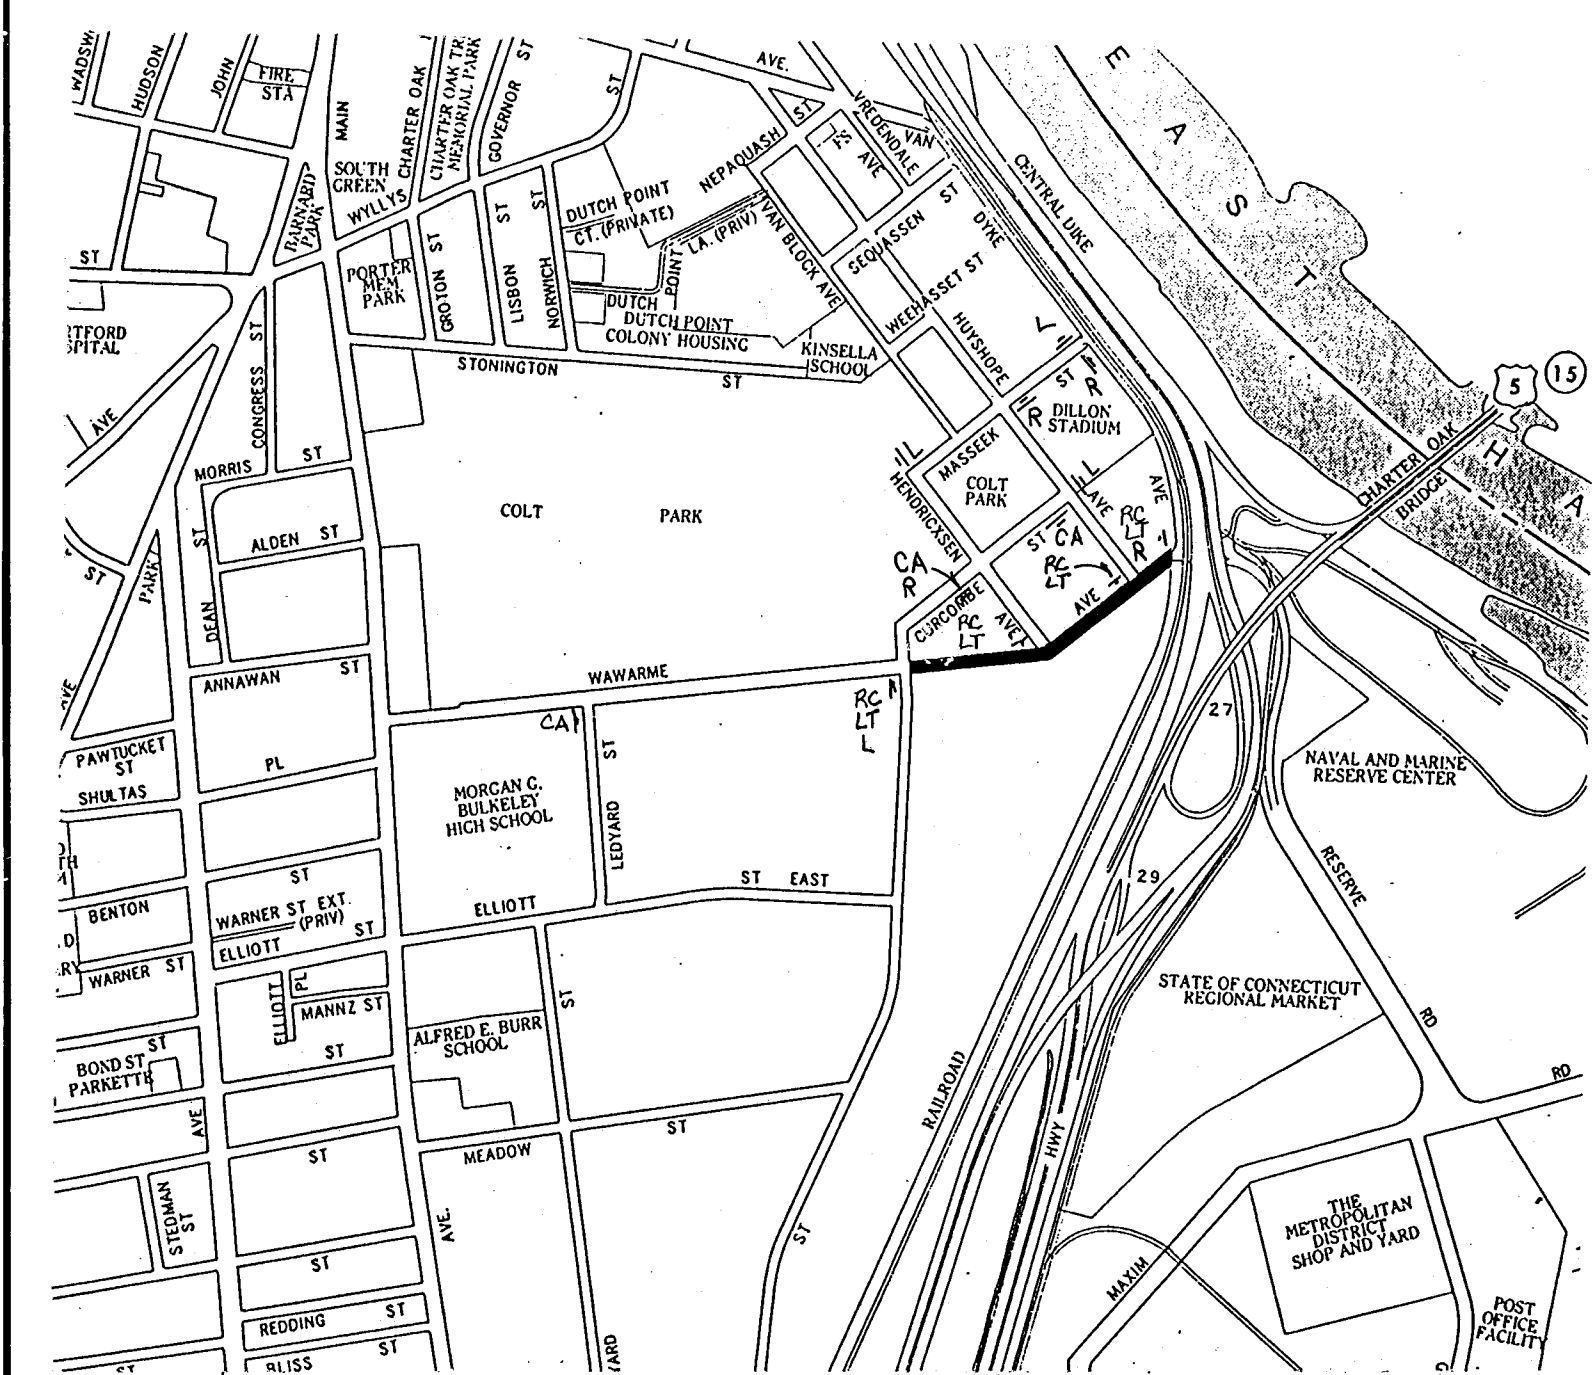 WADSW
HUDSON
JOHN
FIRE
STA
MAIN
CHARTER OAK
CHARTER OAK TR
MEMORIAL PARK
GOVERNOR ST
ST
AVE.
NEPAQUASH ST
VREDENDALE
AVE
VAN
FS
CENTRAL DIKE
E
A
S
T
H
A
SOUTH
GREEN
WYLLYS
BARNARD
PARK
ST
PORTER
MEM.
PARK
GROTON ST
LISBON ST
NORWICH ST
DUTCH POINT
CT. (PRIVATE)
LA. (PRIV)
DUTCH POINT
DUTCH POINT
COLONY HOUSING
VAN BLOCK AVE
SEQUASSEN ST
DYKE
WEEHASSET ST
HUYSHOPE
KINSELLA
SCHOOL
RTFORD
SPITAL
CONGRESS ST
STONINGTON ST
L
R
ST
R
DILLON
STADIUM
5
15
AVE
MORRIS ST
L
MASSEEK
HENDRICXSEN
COLT
PARK
L
AVE
AVE
CHARTER OAK
BRIDGE
COLT PARK
ST
ALDEN ST
ST
PARK
DEAN
CA
R
ST
CA
RC
LT
R
RC
LT
AVE
CURCOMBE
RC
LT
AVE
ANNAWAN ST
WAWARME
AVE
CA
RC
LT
L
27
PAWTUCKET
ST
SHULTAS
PL
MORGAN G.
BULKELEY
HIGH SCHOOL
LEDYARD ST
NAVAL AND MARINE
RESERVE CENTER
TH
ST
ST EAST
29
RESERVE
BENTON
WARNER ST EXT.
(PRIV)
ELLIOTT
ELLIOTT ST
WARNER ST
ELLIOTT PL
MANNZ ST
ST
STATE OF CONNECTICUT
REGIONAL MARKET
RD
ALFRED E. BURR
SCHOOL
ST
ST
BOND ST
PARKETTE
RAILROAD
RD
AVE
HWY
ST
MEADOW
ST
STEDMAN
ST
AVE.
ST
THE
METROPOLITAN
DISTRICT
SHOP AND YARD
ST
MAXIM
POST
OFFICE
FACILITY
REDDING ST
BLISS ST
ST
YARD